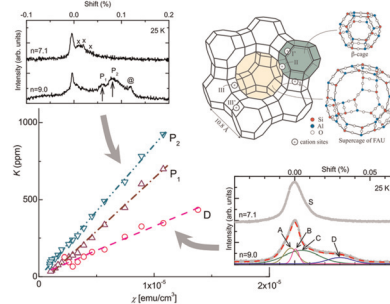 Shift (%)
-0.1 0.0 0.1 0.2
25 K
Intensity (arb. units)
n=7.1
x x x
P₁ P₂ @
n=9.0
β-cage
II
III
III'
Si
Al
O
cation sites
Supercage of FAU
K (ppm)
1000
500
0
P₂
P₁
D
0 1x10⁻⁵ 2x10⁻⁵
χ [emu/cm³]
Shift (%)
0.00 0.03
25 K
Intensity (arb. units)
n=7.1
S
A B C D
n=9.0